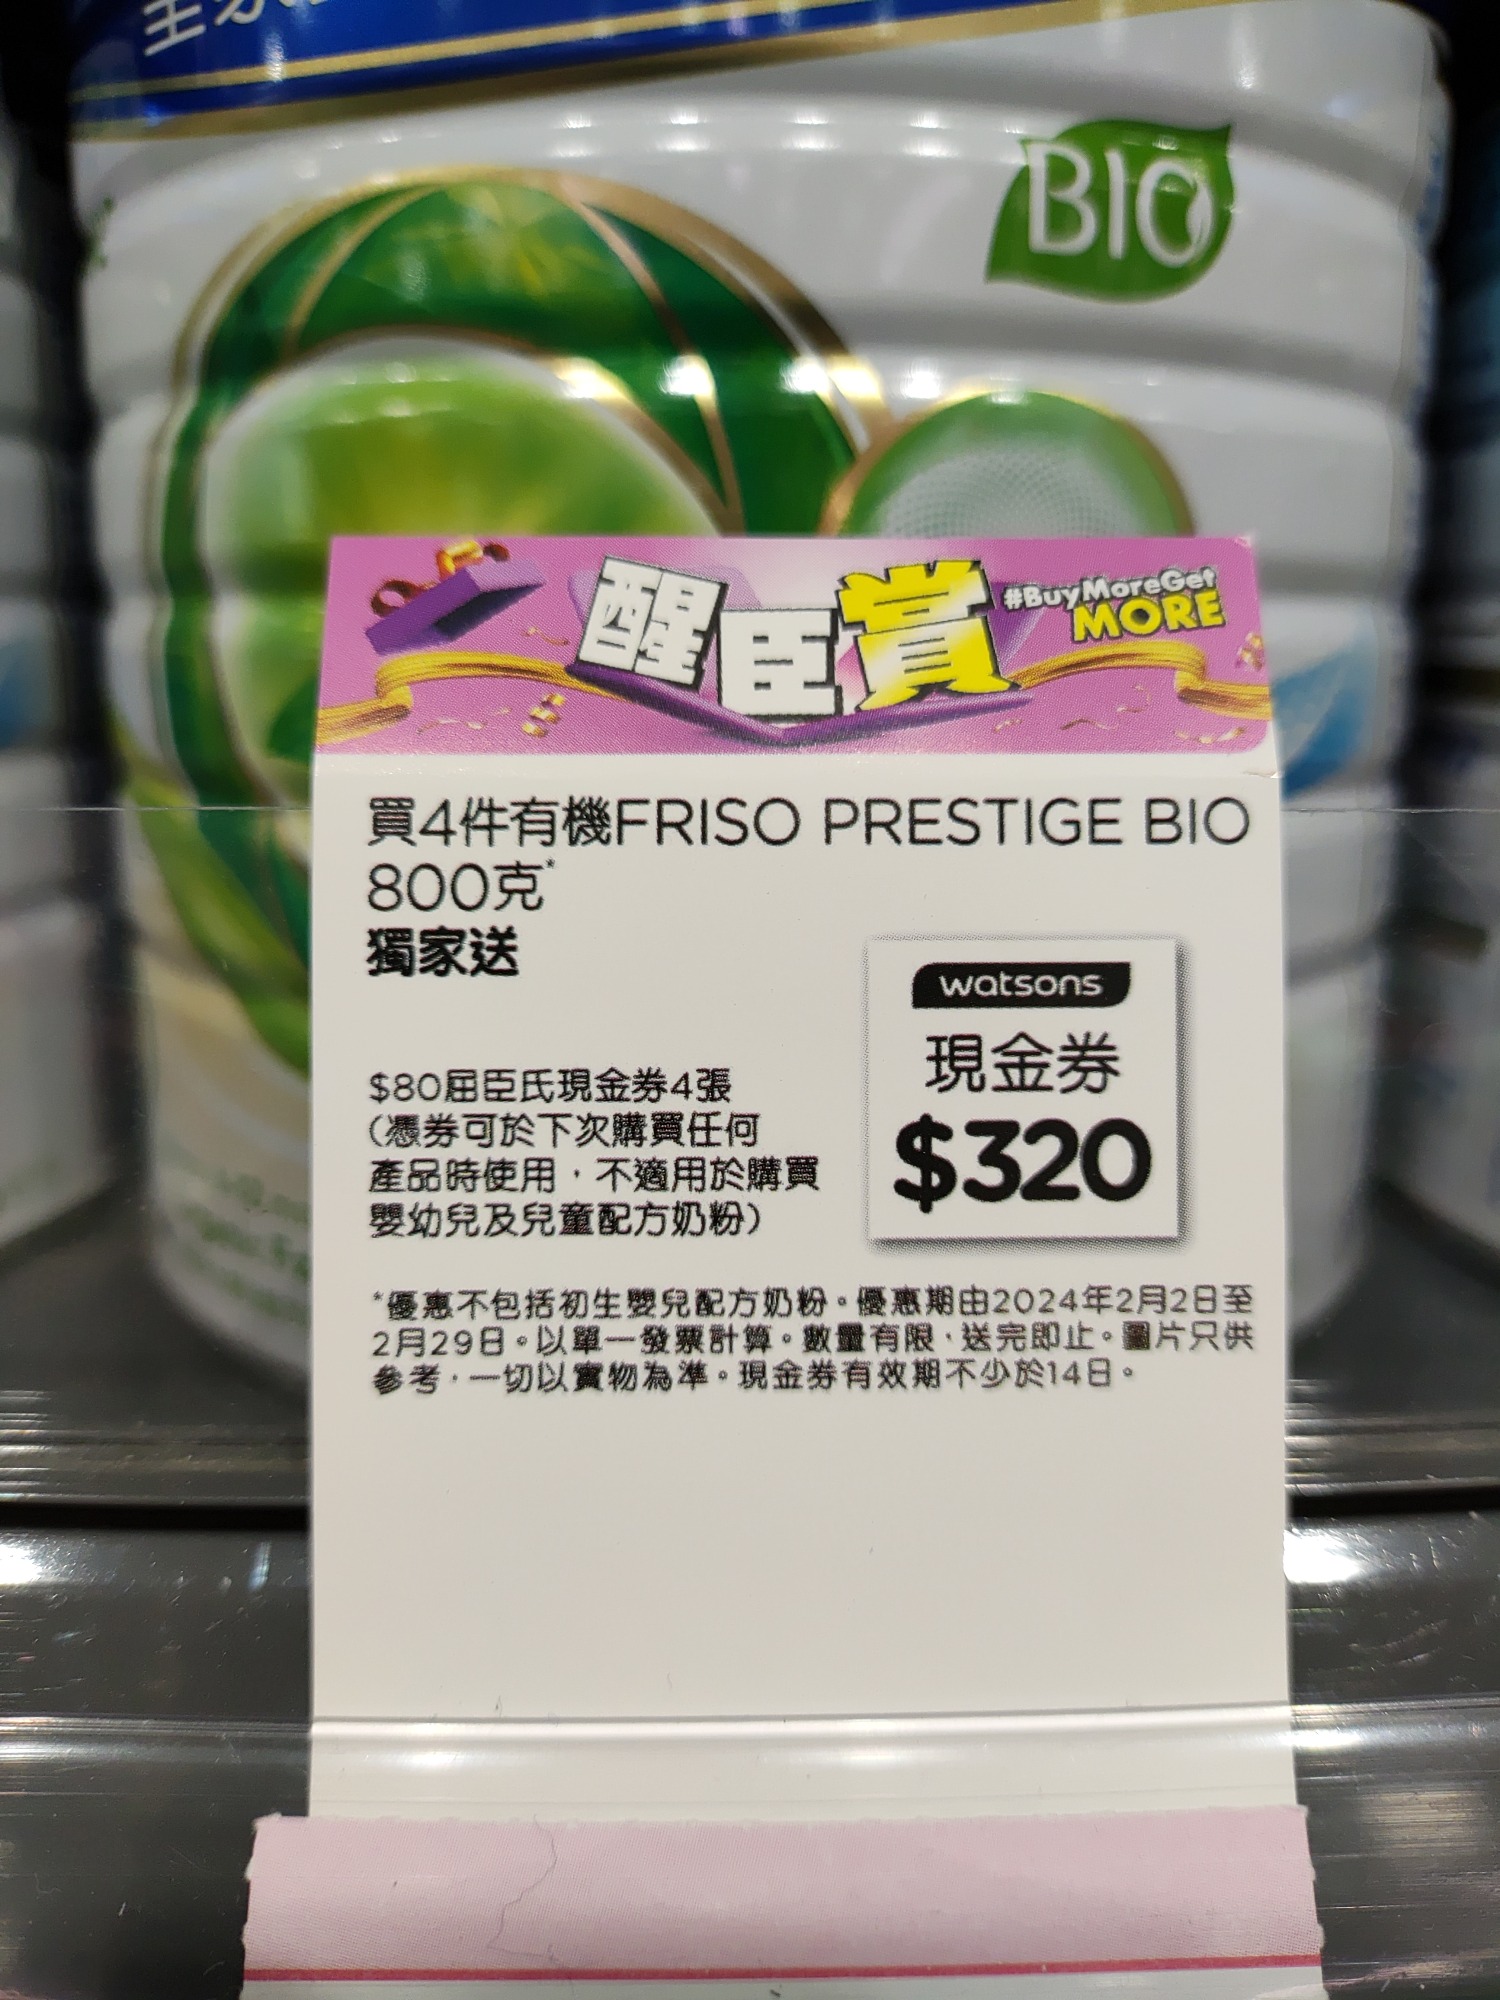 BIO
醒臣賞
#BuyMoreGet
MORE
買4件有機FRISO PRESTIGE BIO
800克*
獨家送
watsons
現金券
$320
$80屈臣氏現金券4張
(憑券可於下次購買任何
產品時使用，不適用於購買
嬰幼兒及兒童配方奶粉)
*優惠不包括初生嬰兒配方奶粉。優惠期由2024年2月2日至
2月29日。以單一發票計算。數量有限，送完即止。圖片只供
參考，一切以實物為準。現金券有效期不少於14日。